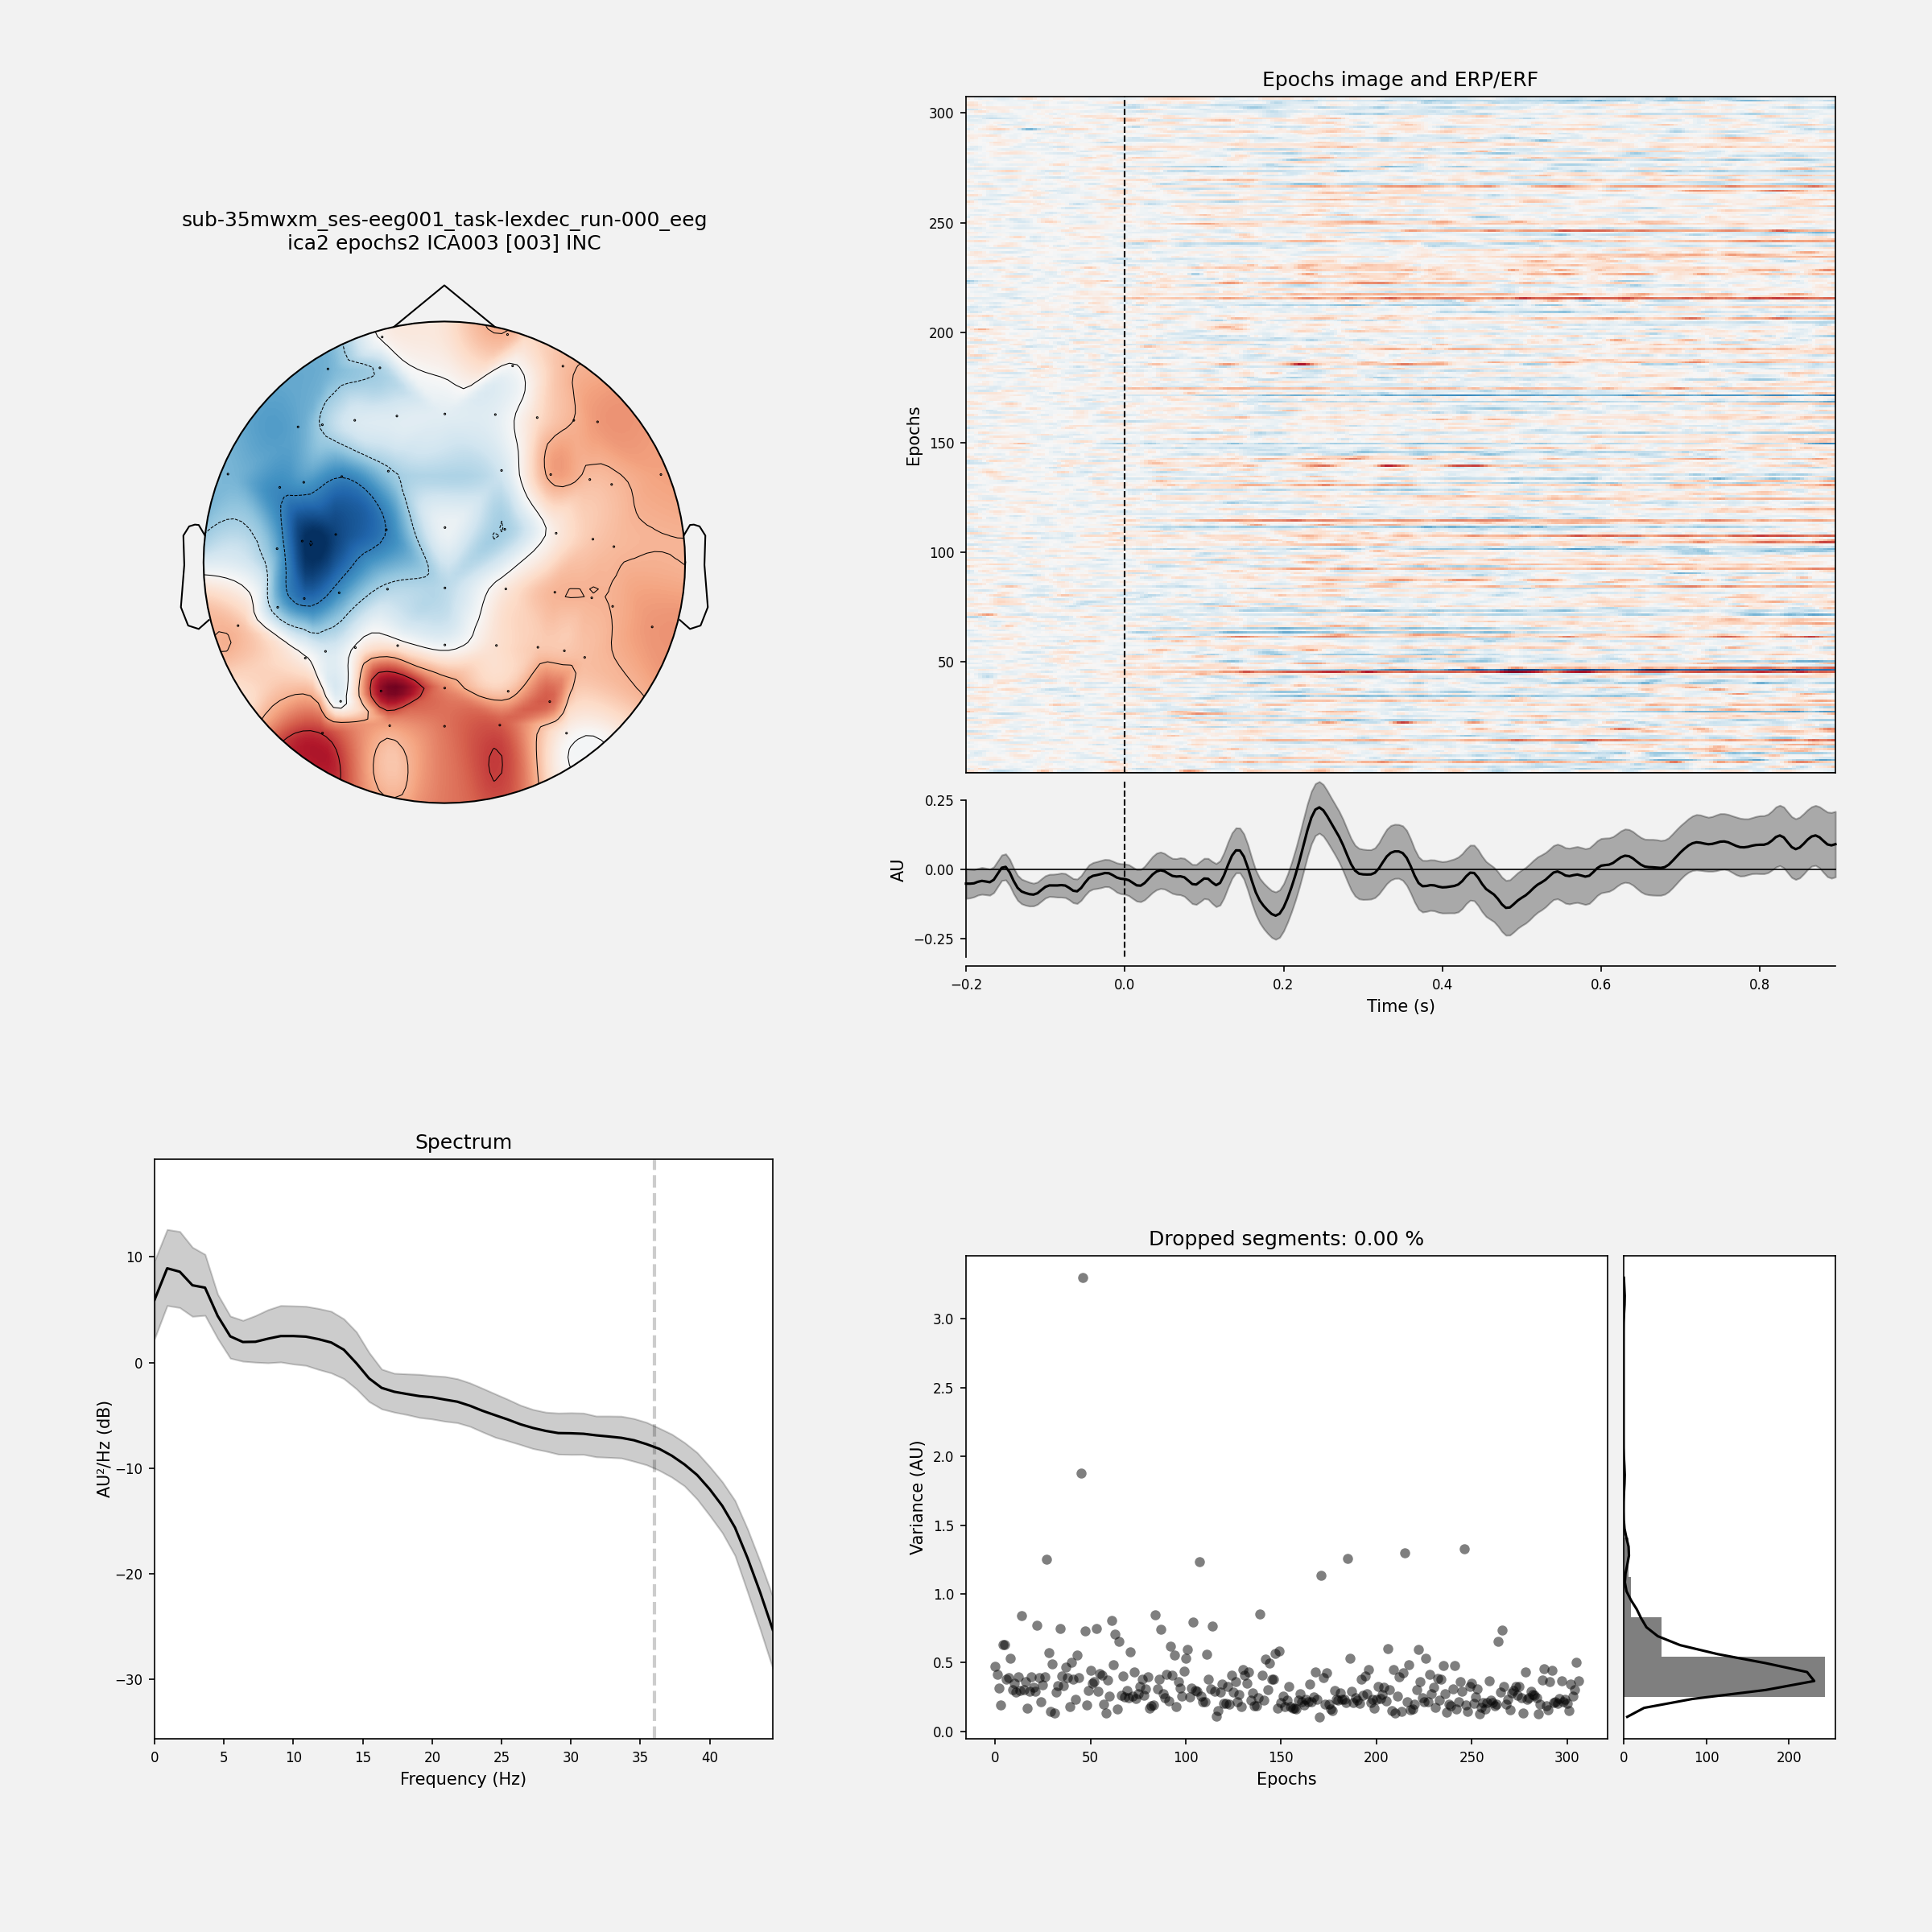 sub-35mwxm_ses-eeg001_task-lexdec_run-000_eeg
ica2 epochs2 ICA003 [003] INC
Epochs image and ERP/ERF
300
250
200
150
100
50
Epochs
0.25
0.00
−0.25
AU
−0.2 0.0 0.2 0.4 0.6 0.8
Time (s)
Spectrum
10
0
−10
−20
−30
AU²/Hz (dB)
0 5 10 15 20 25 30 35 40
Frequency (Hz)
Dropped segments: 0.00 %
3.0
2.5
2.0
1.5
1.0
0.5
0.0
Variance (AU)
0 50 100 150 200 250 300
Epochs
0 100 200